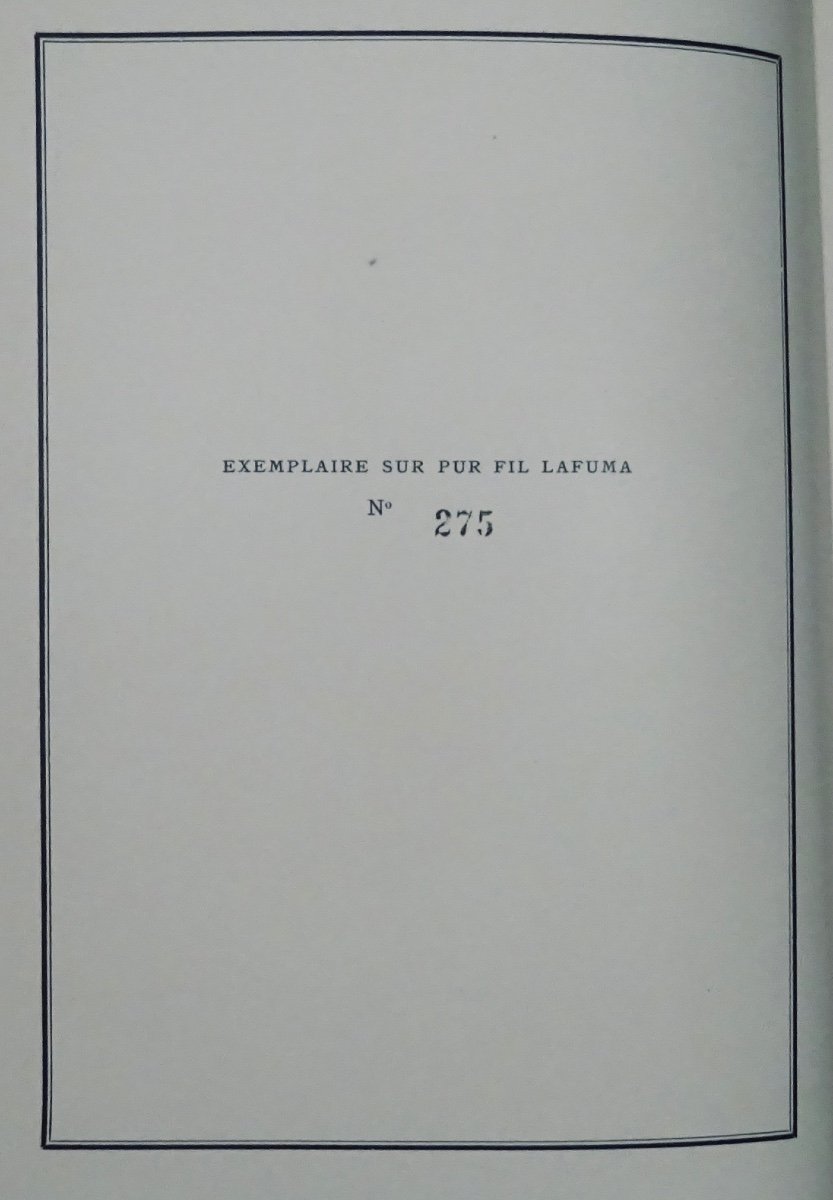 EXEMPLAIRE SUR PUR FIL LAFUMA
Nº 275